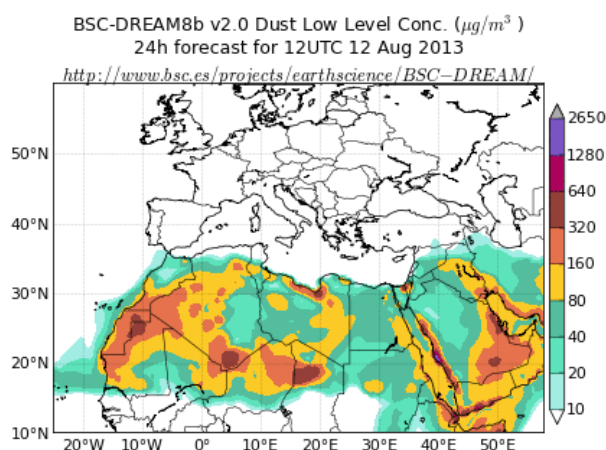 BSC-DREAM8b v2.0 Dust Low Level Conc. (μg/m³ )
24h forecast for 12UTC 12 Aug 2013
http://www.bsc.es/projects/earthscience/BSC−DREAM/
2650
1280
640
320
160
80
40
20
10
50°N
40°N
30°N
20°N
10°N
20°W 10°W 0° 10°E 20°E 30°E 40°E 50°E